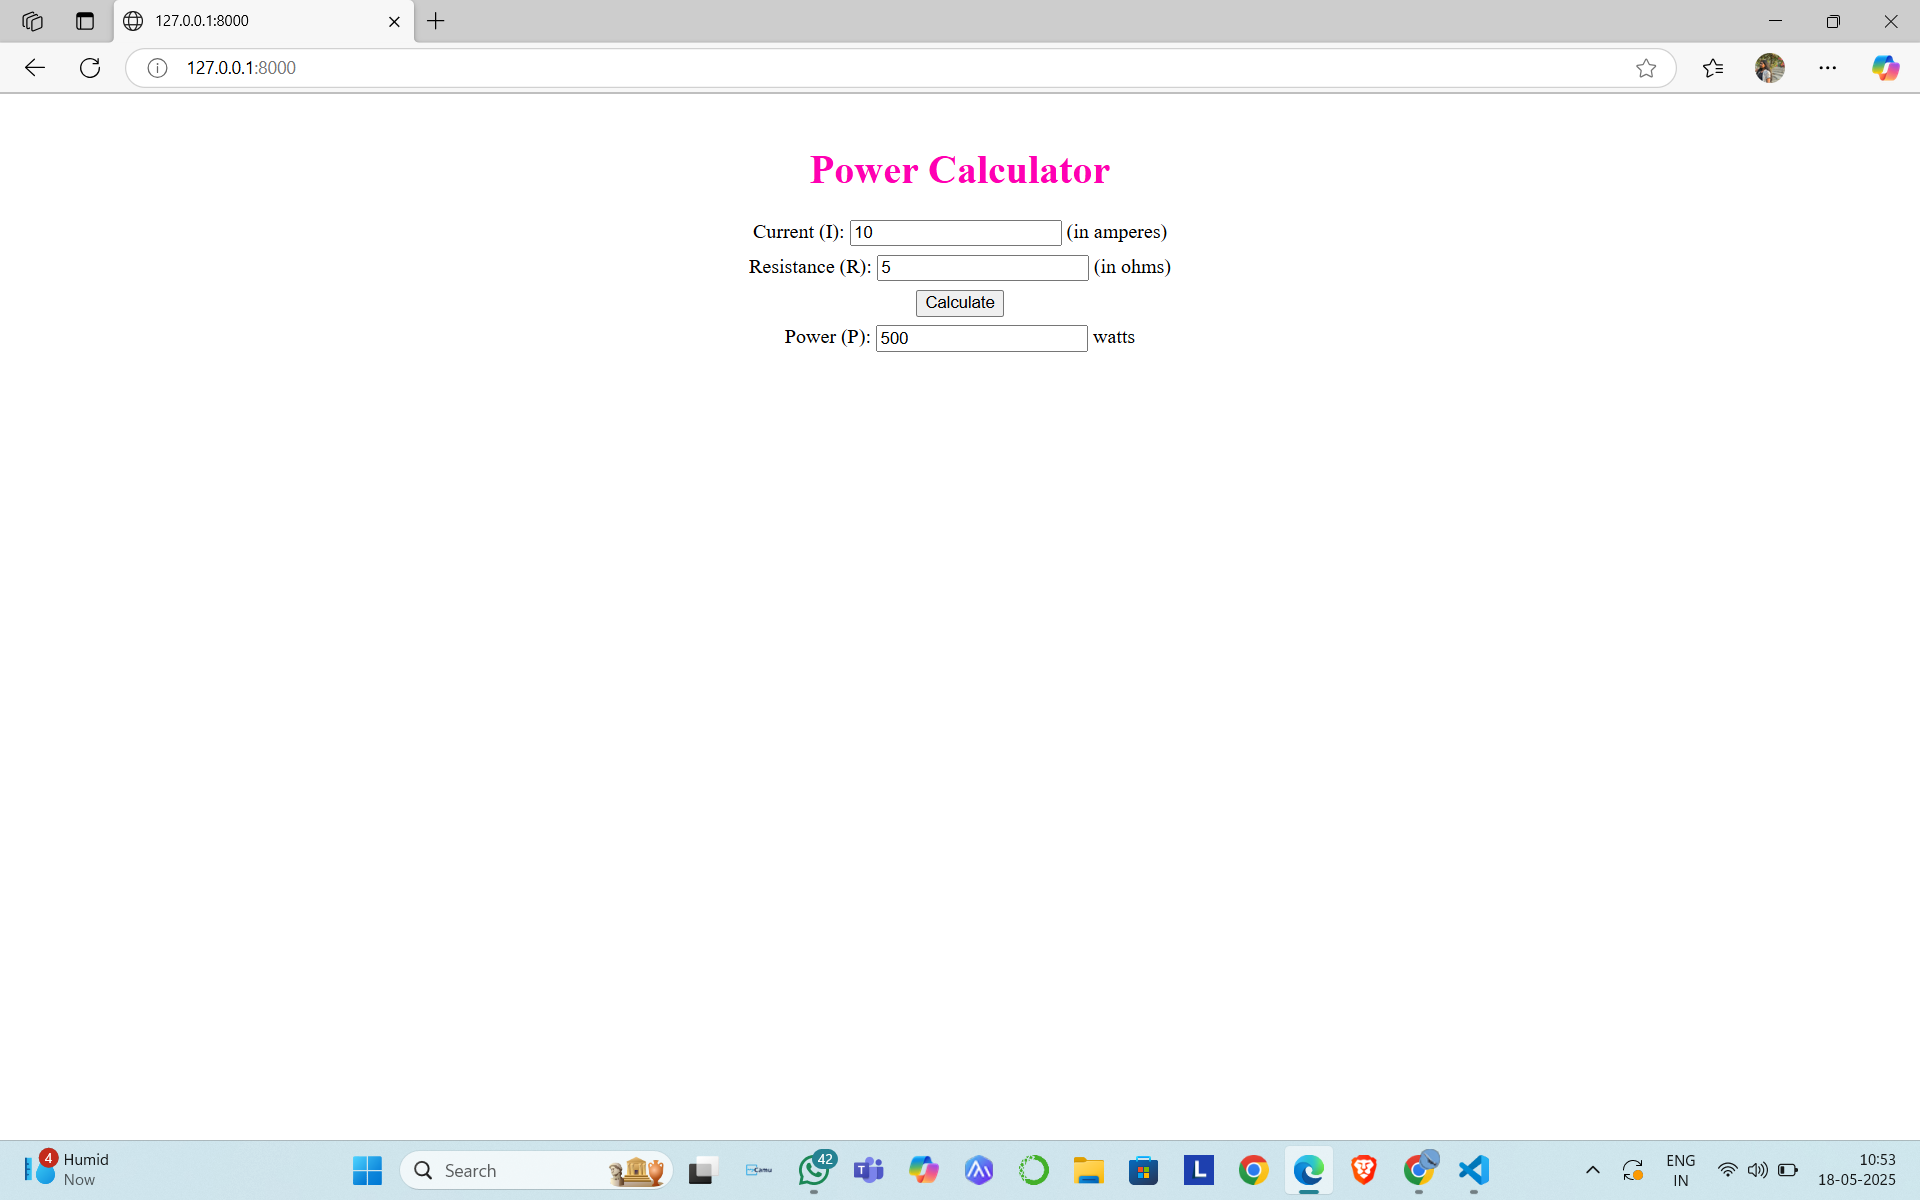 127.0.0.1:8000
127.0.0.1:8000
Power Calculator
Current (I): 10 (in amperes)
Resistance (R): 5 (in ohms)
Calculate
Power (P): 500 watts
4 Humid
Now
Search
Camu
42
T
L
ENG
IN
10:53
18-05-2025